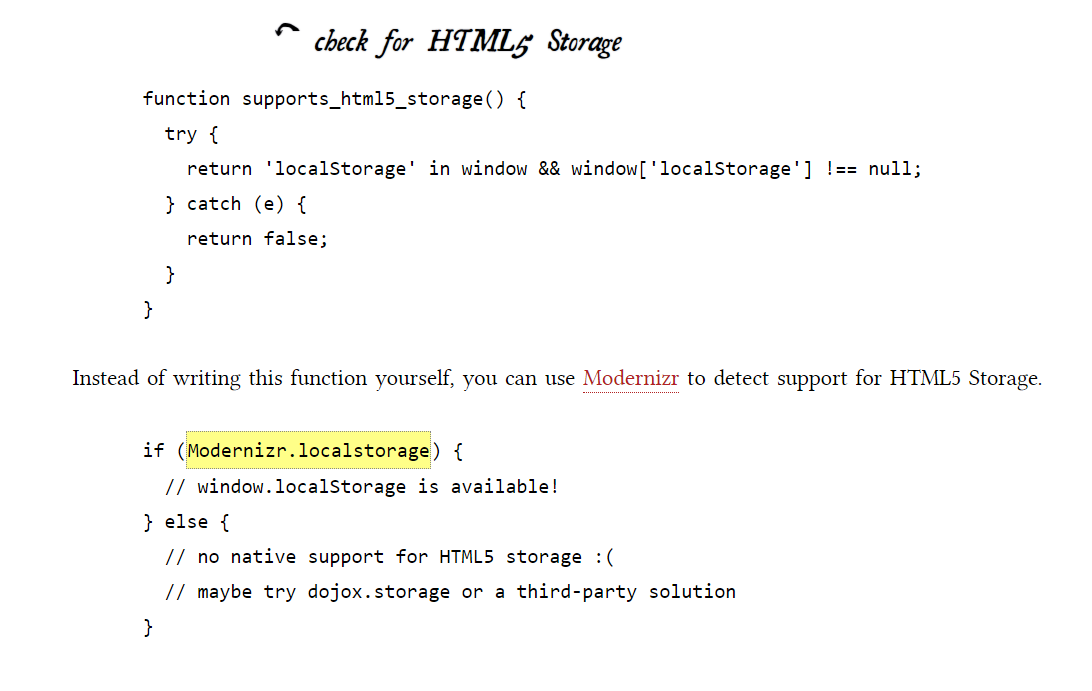 check for HTML5 Storage
function supports_html5_storage() {
  try {
    return 'localStorage' in window && window['localStorage'] !== null;
  } catch (e) {
    return false;
  }
}
Instead of writing this function yourself, you can use Modernizr to detect support for HTML5 Storage.
if (Modernizr.localstorage) {
  // window.localStorage is available!
} else {
  // no native support for HTML5 storage :(
  // maybe try dojox.storage or a third-party solution
}